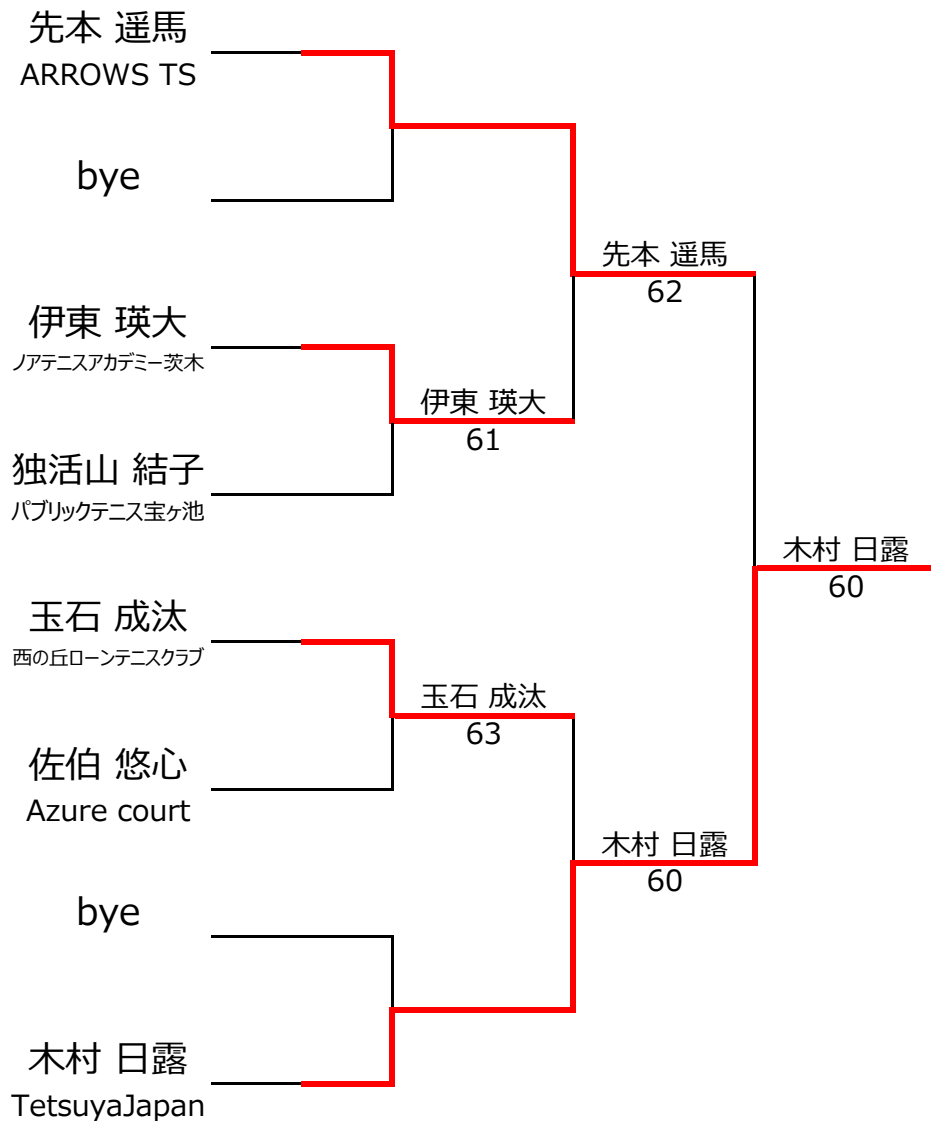 先本 遥馬
ARROWS TS
bye
先本 遥馬
62
伊東 瑛大
ノアテニスアカデミー茨木
伊東 瑛大
61
独活山 結子
パブリックテニス宝ヶ池
木村 日露
60
玉石 成汰
西の丘ローンテニスクラブ
玉石 成汰
63
佐伯 悠心
Azure court
木村 日露
60
bye
木村 日露
TetsuyaJapan